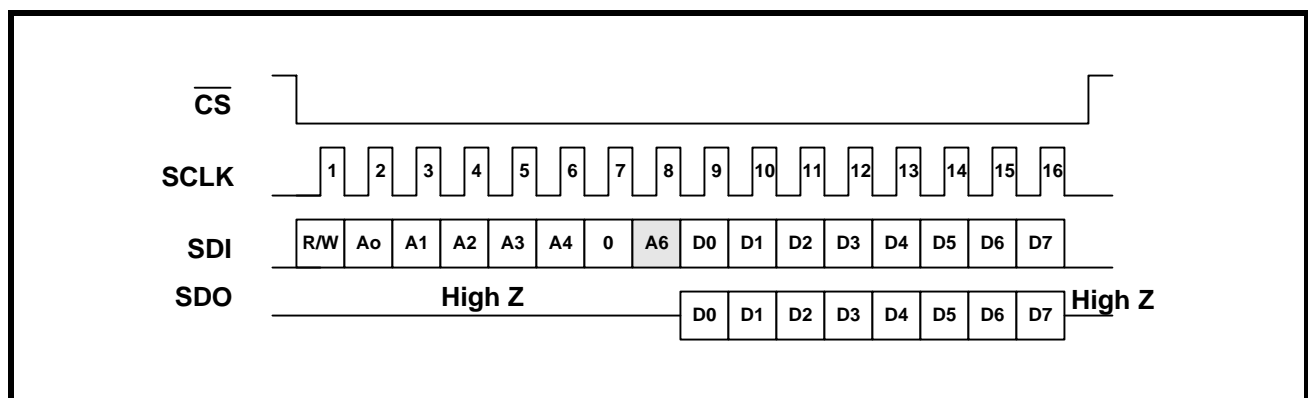 CS
SCLK 1 2 3 4 5 6 7 8 9 10 11 12 13 14 15 16
SDI R/W Ao A1 A2 A3 A4 0 A6 D0 D1 D2 D3 D4 D5 D6 D7
SDO High Z D0 D1 D2 D3 D4 D5 D6 D7 High Z